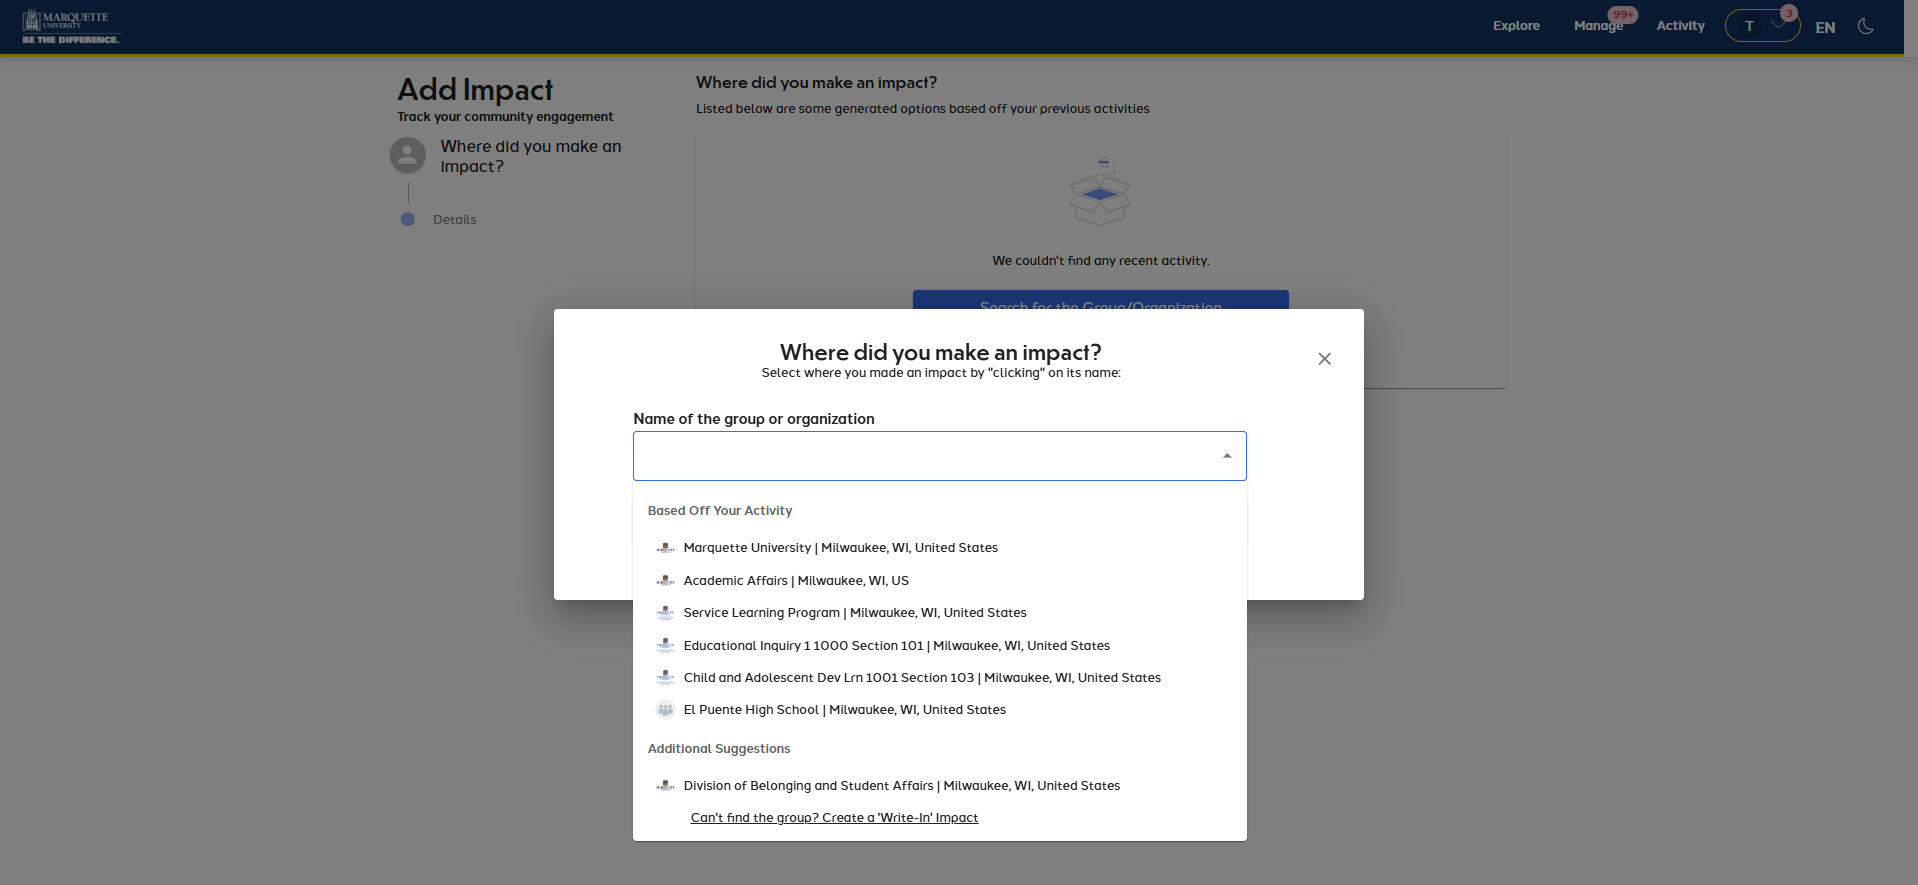 MARQUETTE
UNIVERSITY
BE THE DIFFERENCE.
Explore
Manage
99+
Activity
T
3
EN
Add Impact
Track your community engagement
Where did you make an
impact?
Details
Where did you make an impact?
Listed below are some generated options based off your previous activities
We couldn't find any recent activity.
Search for the Group/Organization
Where did you make an impact?
Select where you made an impact by "clicking" on its name:
Name of the group or organization
Based Off Your Activity
Marquette University | Milwaukee, WI, United States
Academic Affairs | Milwaukee, WI, US
Service Learning Program | Milwaukee, WI, United States
Educational Inquiry 1 1000 Section 101 | Milwaukee, WI, United States
Child and Adolescent Dev Lrn 1001 Section 103 | Milwaukee, WI, United States
El Puente High School | Milwaukee, WI, United States
Additional Suggestions
Division of Belonging and Student Affairs | Milwaukee, WI, United States
Can't find the group? Create a 'Write-In' Impact